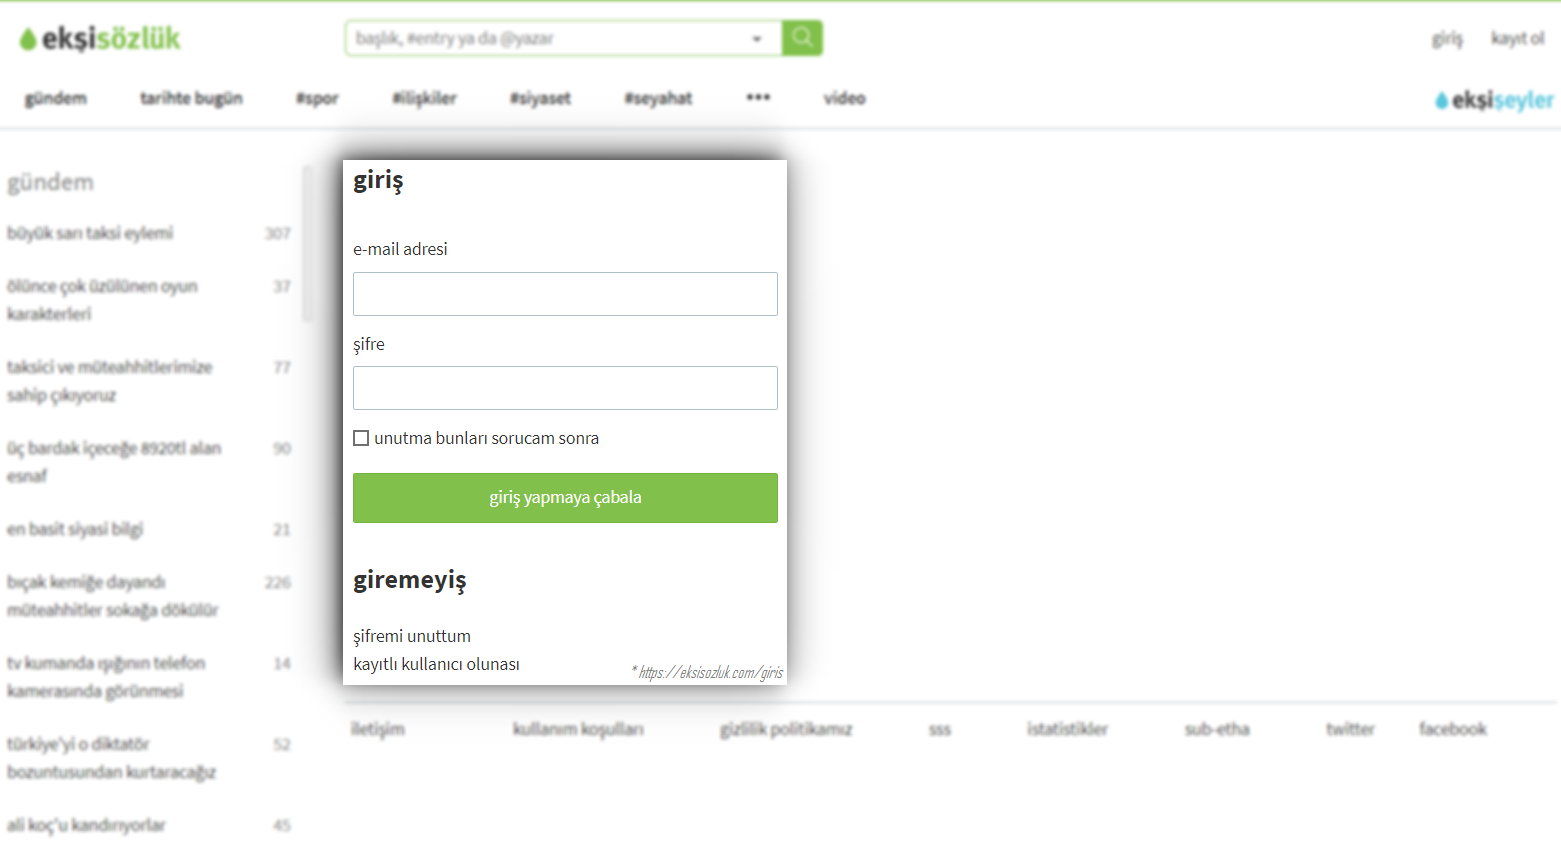 ekşisözlük
başlık, #entry ya da @yazar
giriş
kayıt ol
gündem
tarihte bugün
#spor
#ilişkiler
#siyaset
#seyahat
•••
video
ekşişeyler
gündem
büyük sarı taksi eylemi 307
ölünce çok üzülünen oyun 37
karakterleri
taksici ve müteahhitlerimize 77
sahip çıkıyoruz
üç bardak içeceğe 8920tl alan 90
esnaf
en basit siyasi bilgi 21
bıçak kemiğe dayandı 226
müteahhitler sokağa dökülür
tv kumanda ışığının telefon 14
kamerasında görünmesi
türkiye'yi o diktatör 52
bozuntusundan kurtaracağız
ali koç'u kandırıyorlar 45
giriş
e-mail adresi
şifre
unutma bunları sorucam sonra
giriş yapmaya çabala
giremeyiş
şifremi unuttum
kayıtlı kullanıcı olunası
* https://eksisozluk.com/giris
iletişim
kullanım koşulları
gizlilik politikamız
sss
istatistikler
sub-etha
twitter
facebook